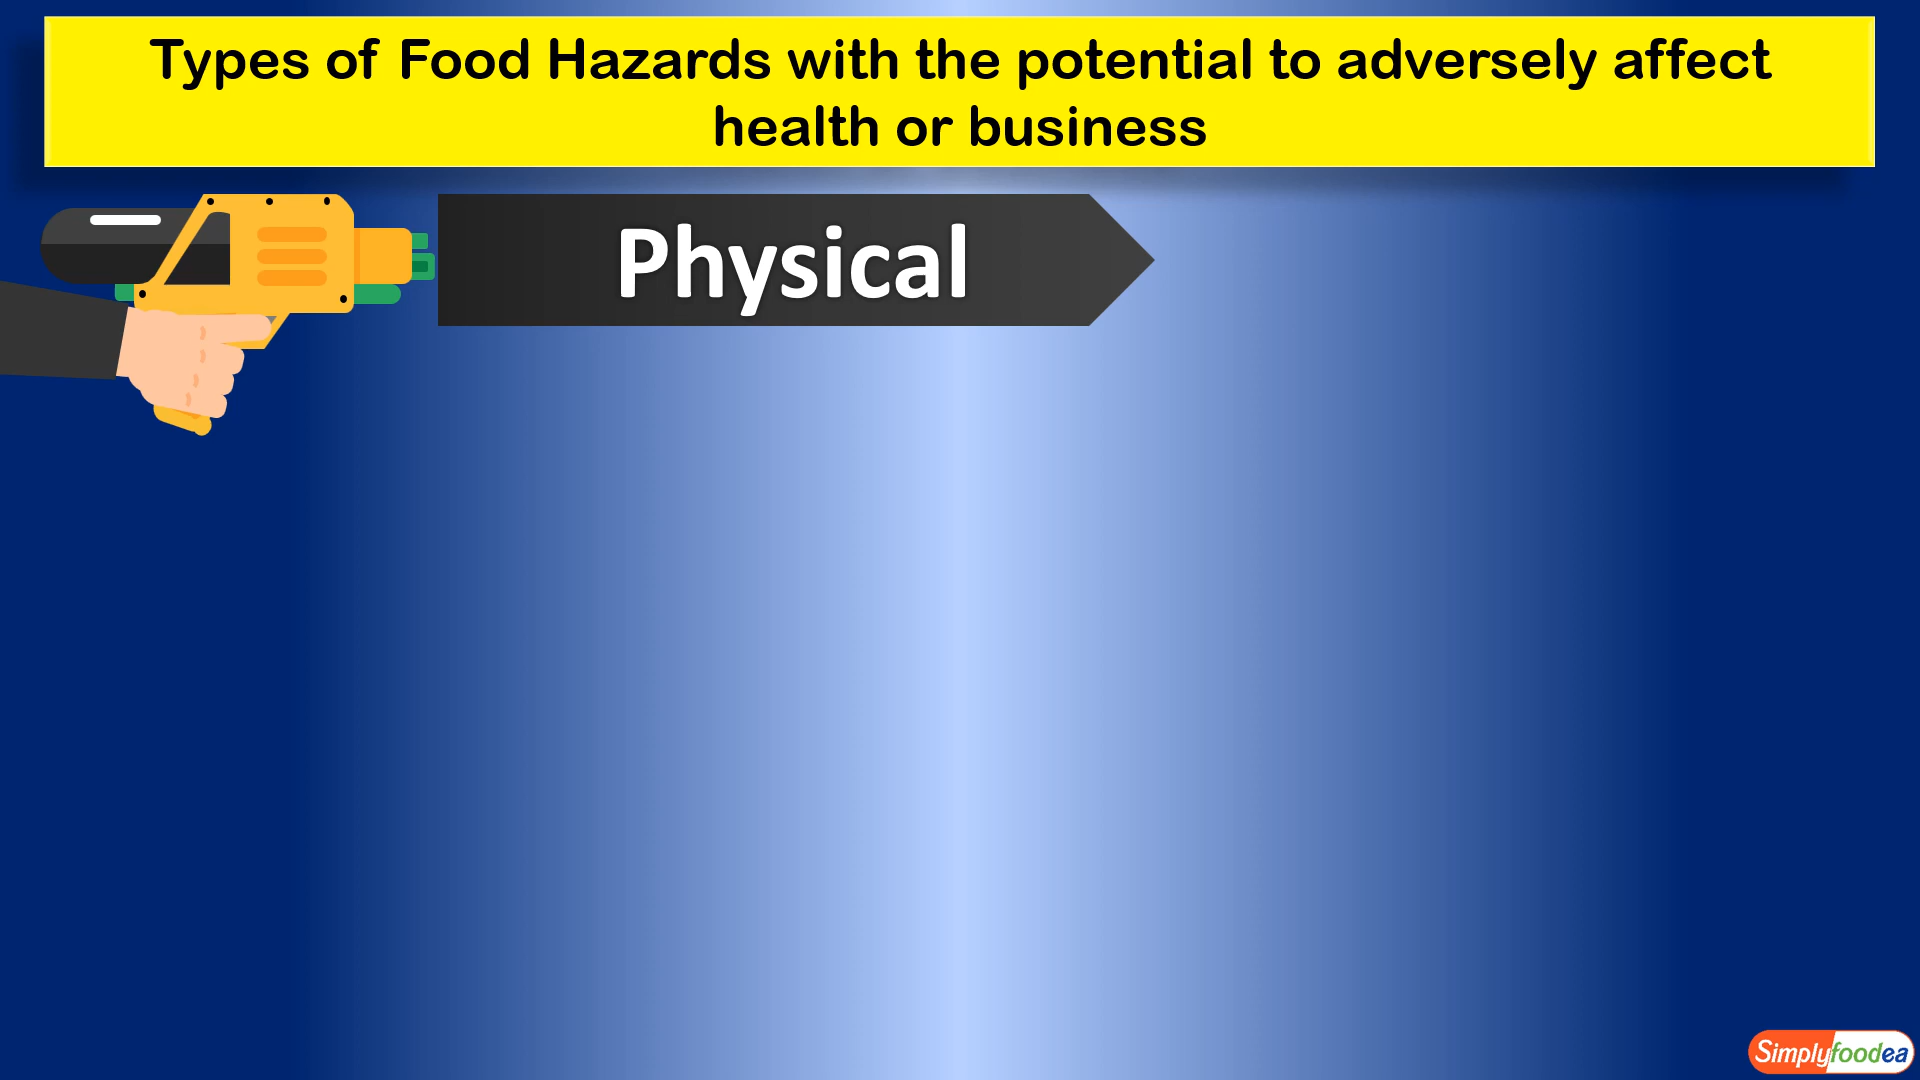 Types of Food Hazards with the potential to adversely affect
health or business
Physical
Simplyfoodea